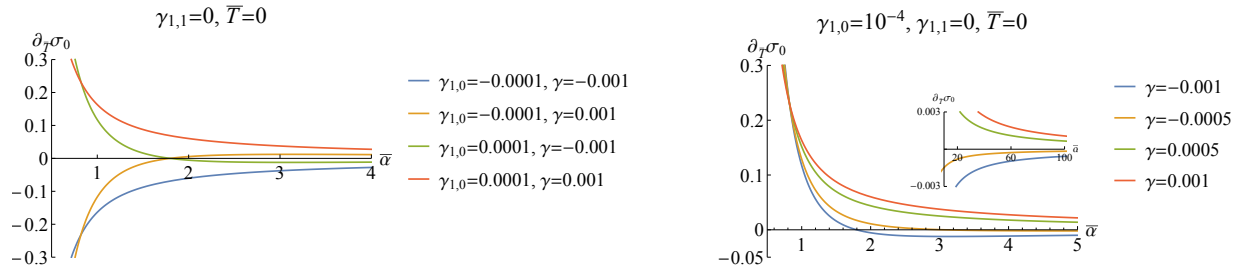 γ₁,₁=0, T̅=0
∂_T̅σ₀
0.3
0.2
0.1
0
-0.1
-0.2
-0.3
1
2
3
4
α̅
γ₁,₀=-0.0001, γ=-0.001
γ₁,₀=-0.0001, γ=0.001
γ₁,₀=0.0001, γ=-0.001
γ₁,₀=0.0001, γ=0.001
γ₁,₀=10⁻⁴, γ₁,₁=0, T̅=0
∂_T̅σ₀
0.3
0.2
0.1
0
-0.05
1
2
3
4
5
α̅
∂_T̅σ₀
0.003
-0.003
20
60
100
α̅
γ=-0.001
γ=-0.0005
γ=0.0005
γ=0.001